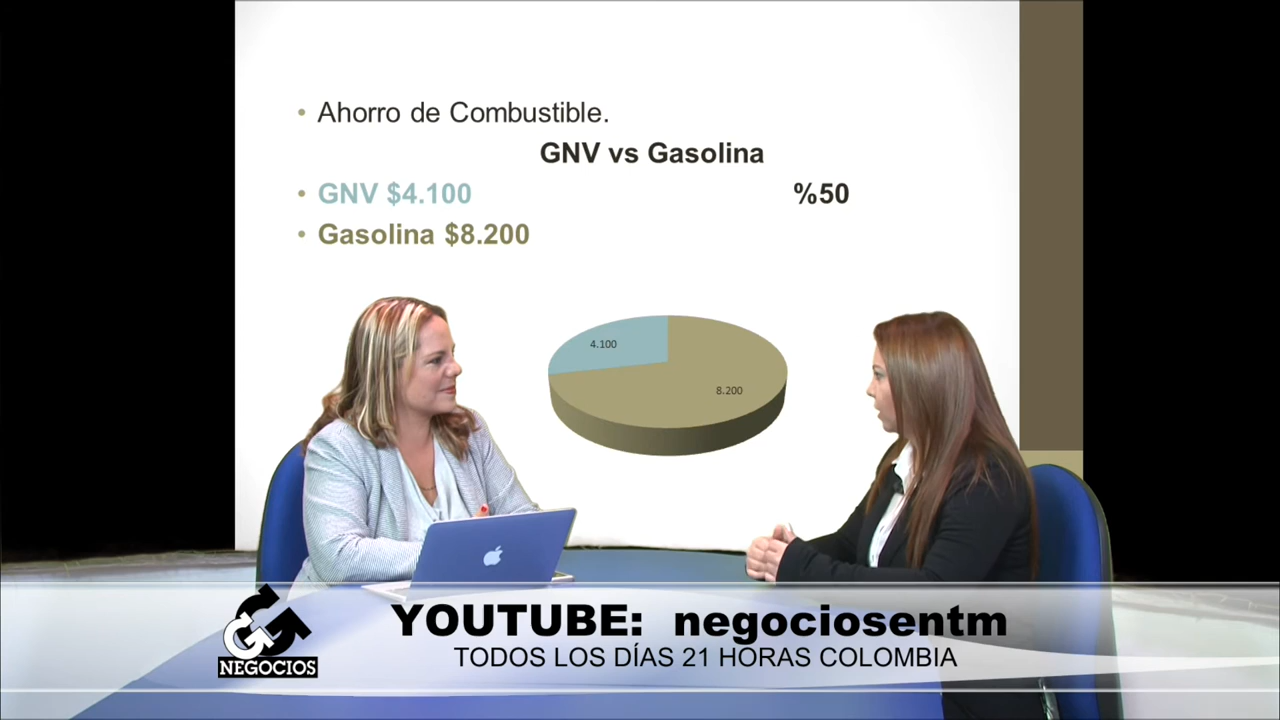 Ahorro de Combustible.
GNV vs Gasolina
GNV $4.100 %50
Gasolina $8.200
4.100
8.200
YOUTUBE: negociosentm
TODOS LOS DÍAS 21 HORAS COLOMBIA
NEGOCIOS